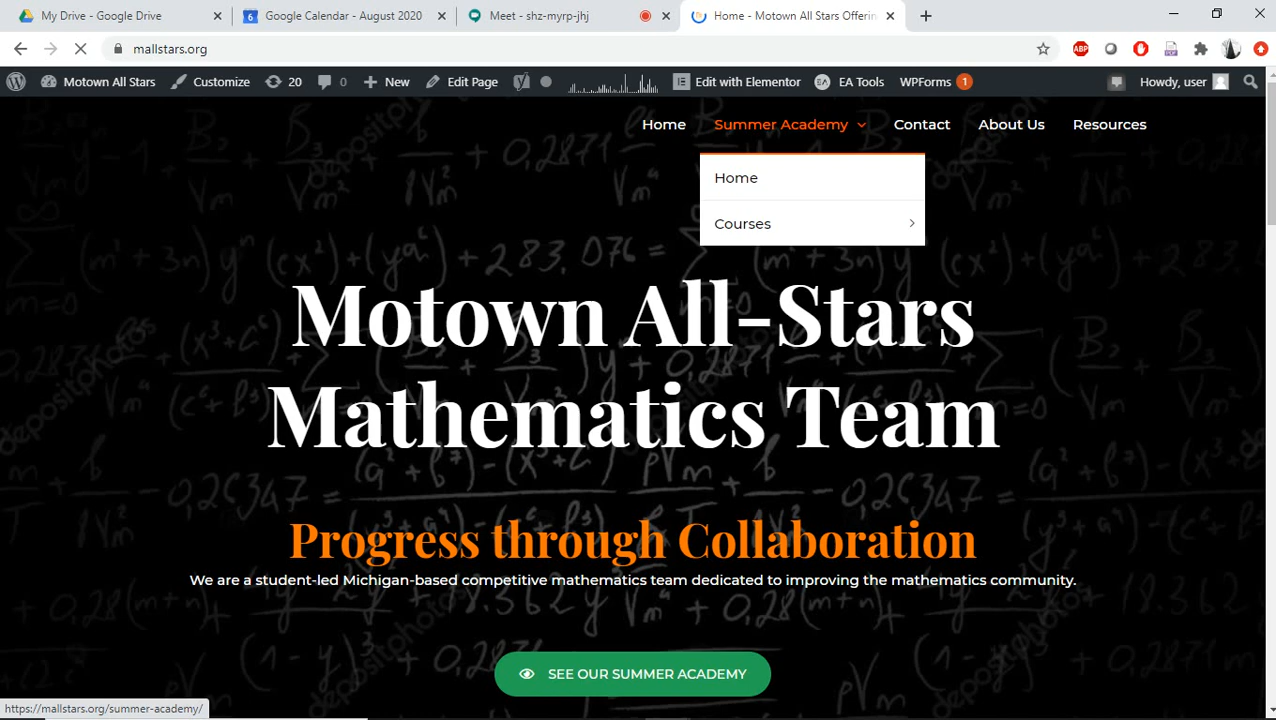 My Drive - Google Drive
Google Calendar - August 2020
Meet - shz-myrp-jhj
Home - Motown All Stars Offerin
mallstars.org
Motown All Stars
Customize
20
0
New
Edit Page
Edit with Elementor
EA Tools
WPForms 1
Howdy, user
Home
Summer Academy
Contact
About Us
Resources
Home
Courses
Motown All-Stars
Mathematics Team
Progress through Collaboration
We are a student-led Michigan-based competitive mathematics team dedicated to improving the mathematics community.
SEE OUR SUMMER ACADEMY
https://mallstars.org/summer-academy/